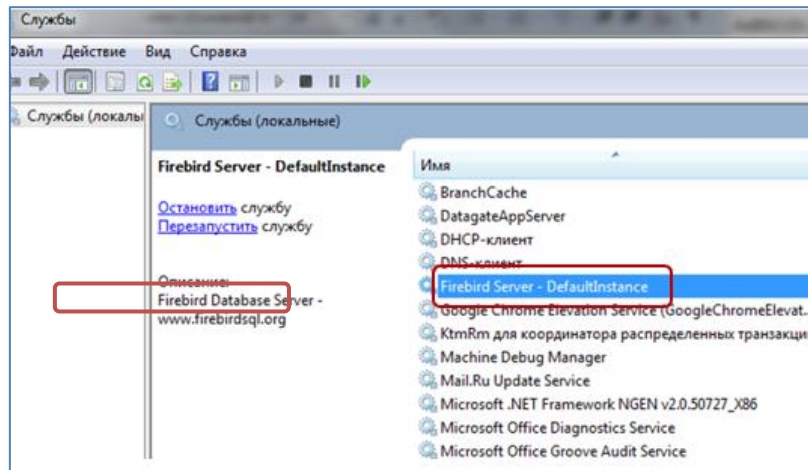 Службы
Файл Действие Вид Справка
Службы (локалы
Службы (локальные)
Firebird Server - DefaultInstance
Остановить службу
Перезапустить службу
Описание:
Firebird Database Server -
www.firebirdsql.org
Имя
BranchCache
DatagateAppServer
DHCP-клиент
DNS-клиент
Firebird Server - DefaultInstance
Google Chrome Elevation Service (GoogleChromeElevat...
KtmRm для координатора распределенных транзакци
Machine Debug Manager
Mail.Ru Update Service
Microsoft .NET Framework NGEN v2.0.50727_X86
Microsoft Office Diagnostics Service
Microsoft Office Groove Audit Service